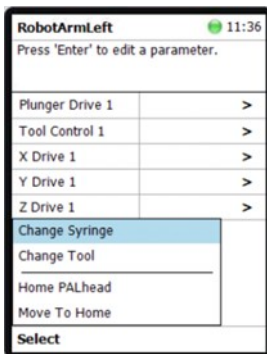 RobotArmLeft 11:36
Press 'Enter' to edit a parameter.
Plunger Drive 1 >
Tool Control 1 >
X Drive 1 >
Y Drive 1 >
Z Drive 1 >
Change Syringe
Change Tool
Home PALhead
Move To Home
Select